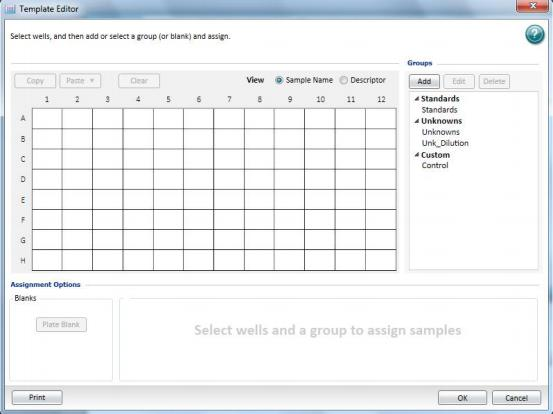 Template Editor
Select wells, and then add or select a group (or blank) and assign.
Groups
Copy Paste Clear View Sample Name Descriptor
Add Edit Delete
1 2 3 4 5 6 7 8 9 10 11 12
A
B
C
D
E
F
G
H
Standards
Standards
Unknowns
Unknowns
Unk_Dilution
Custom
Control
Assignment Options
Blanks
Plate Blank
Select wells and a group to assign samples
Print OK Cancel